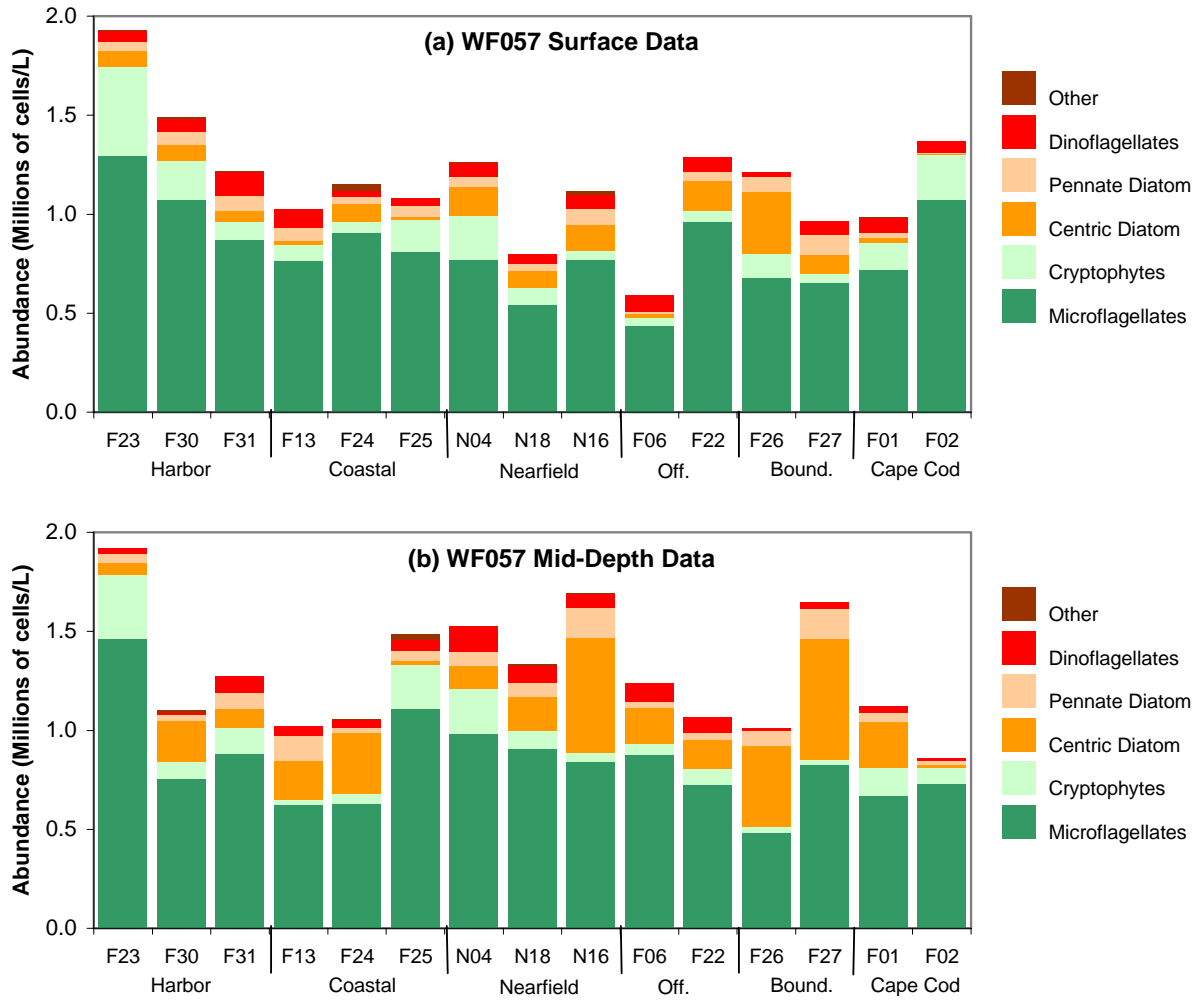 (a) WF057 Surface Data
Abundance (Millions of cells/L)
2.0
1.5
1.0
0.5
0.0
F23 F30 F31 F13 F24 F25 N04 N18 N16 F06 F22 F26 F27 F01 F02
Harbor Coastal Nearfield Off. Bound. Cape Cod
Other
Dinoflagellates
Pennate Diatom
Centric Diatom
Cryptophytes
Microflagellates
(b) WF057 Mid-Depth Data
Abundance (Millions of cells/L)
2.0
1.5
1.0
0.5
0.0
F23 F30 F31 F13 F24 F25 N04 N18 N16 F06 F22 F26 F27 F01 F02
Harbor Coastal Nearfield Off. Bound. Cape Cod
Other
Dinoflagellates
Pennate Diatom
Centric Diatom
Cryptophytes
Microflagellates